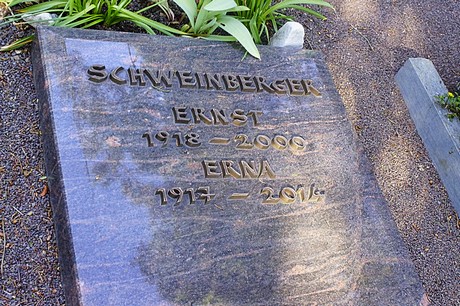 SCHWEINBERGER
ERNST
1918 – 2000
ERNA
1917 – 2014